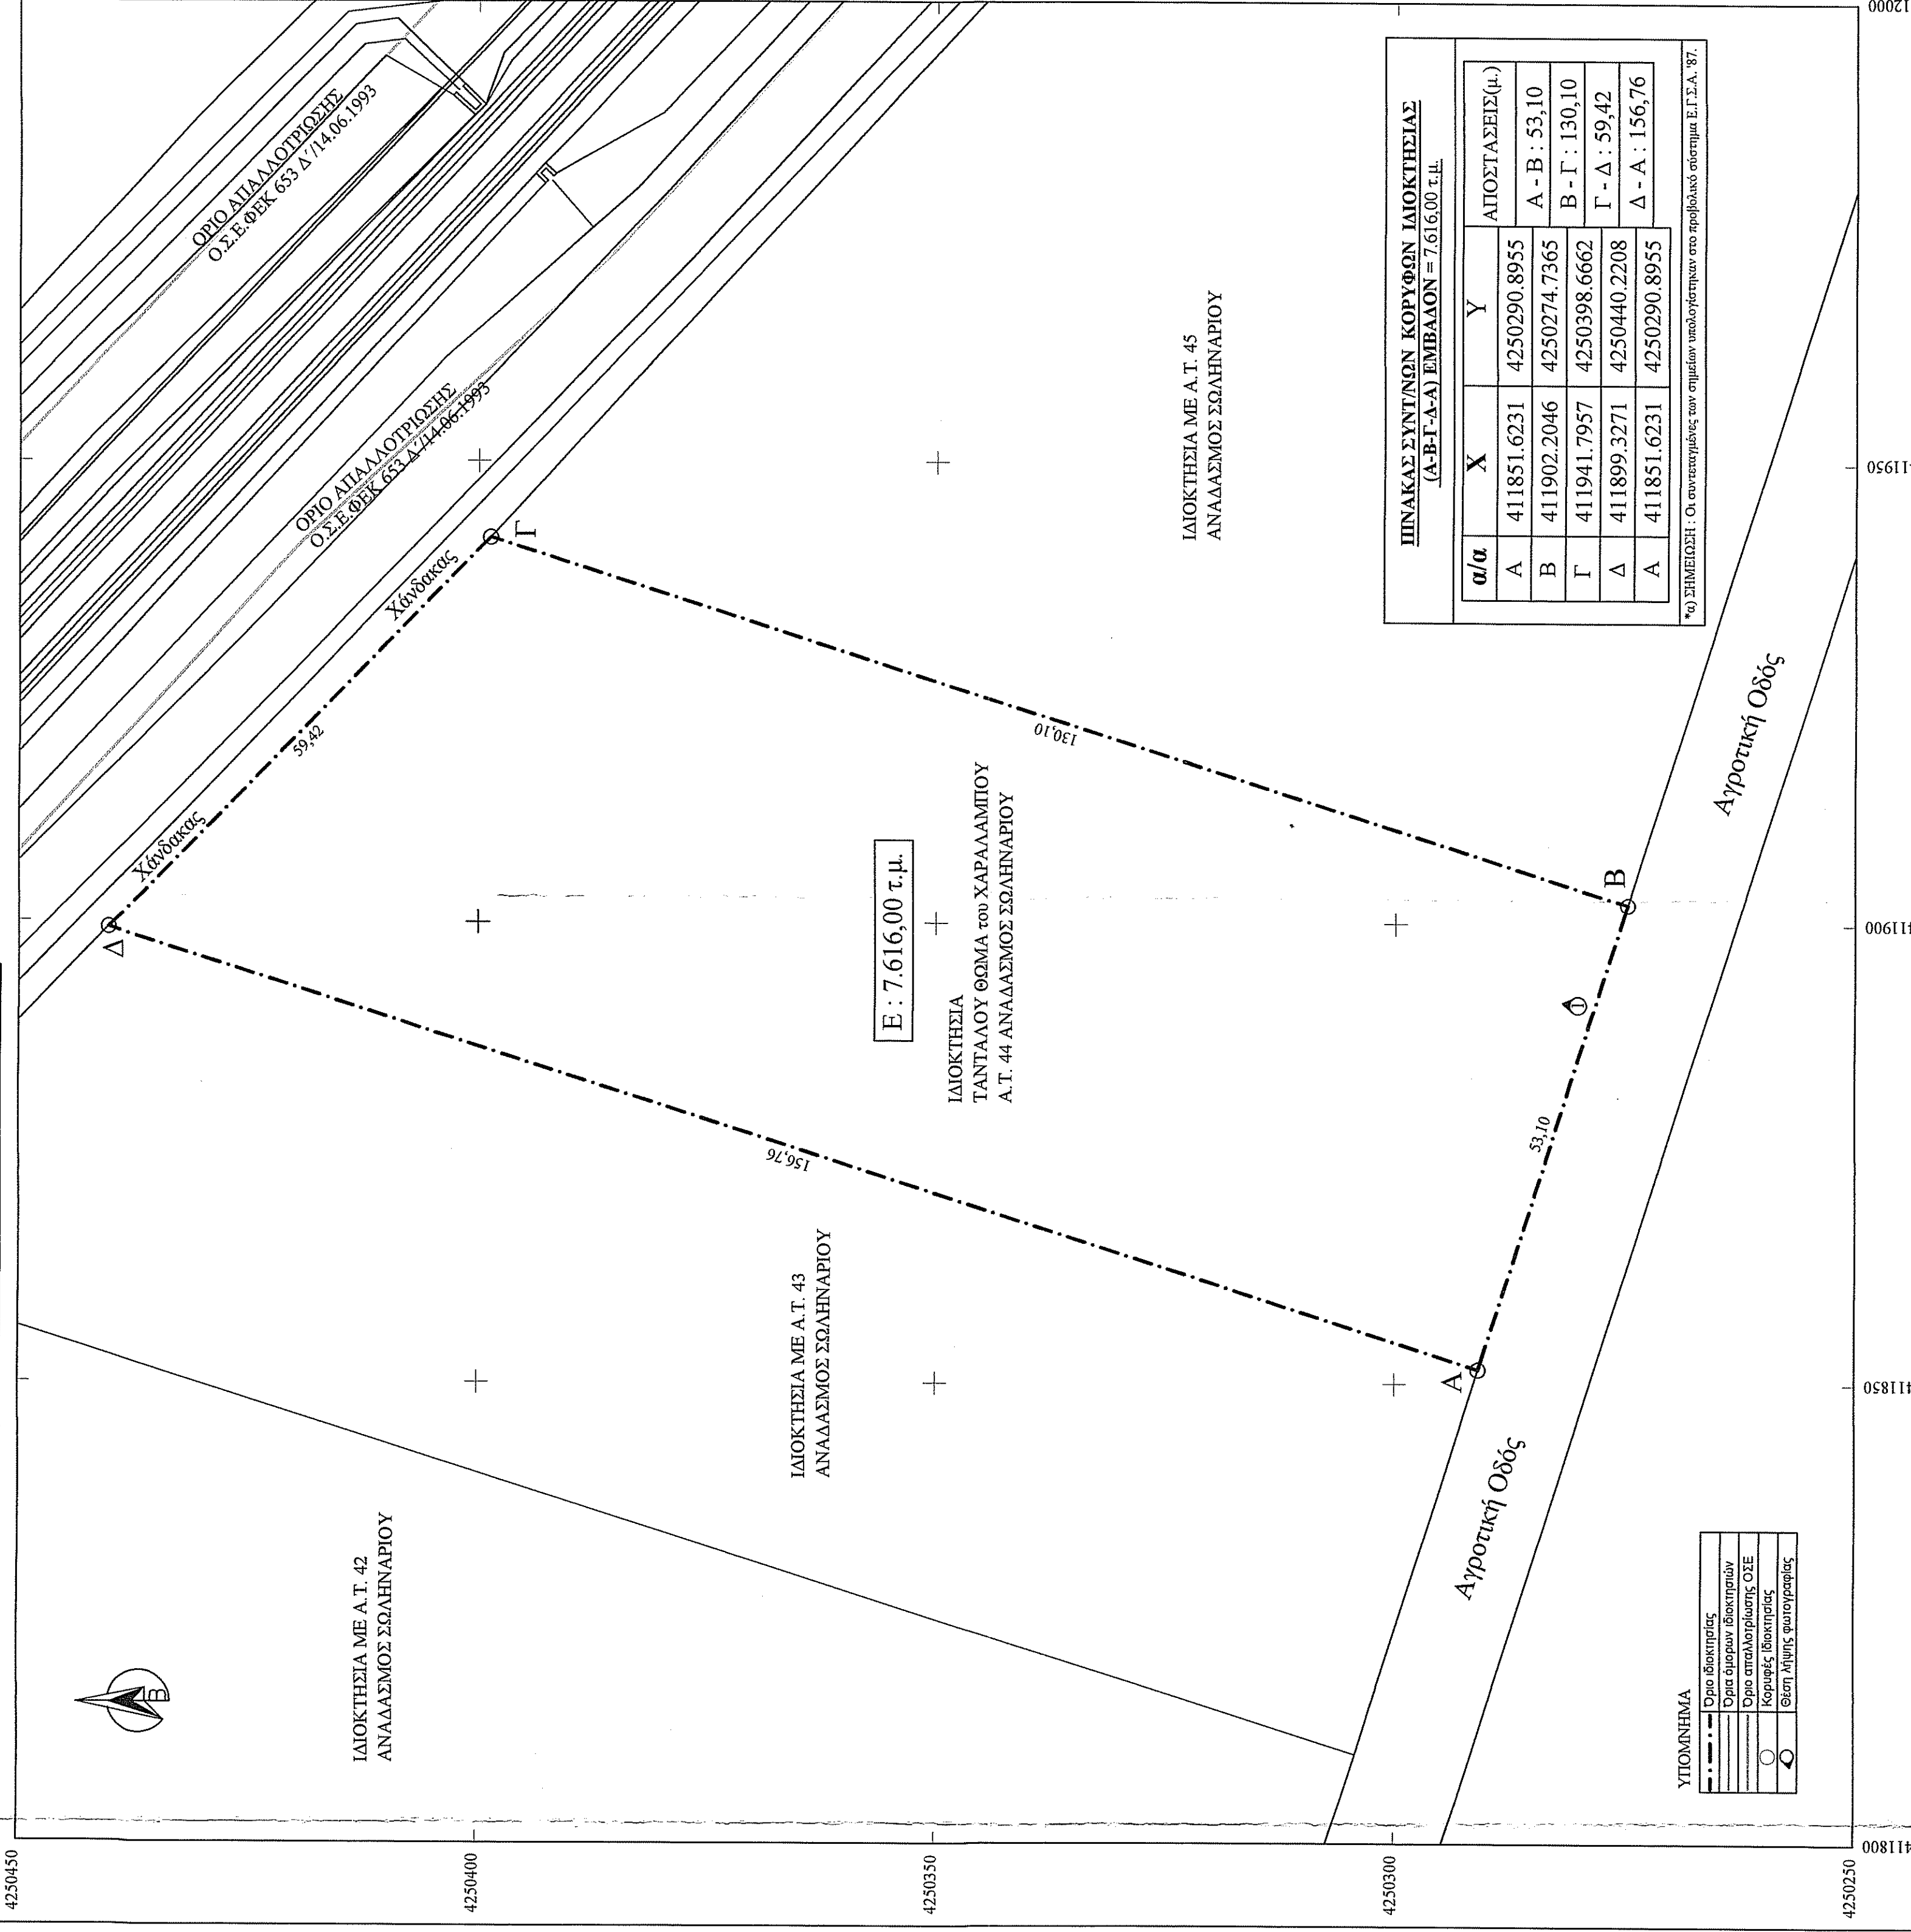 4250450
4250400
4250350
4250300
4250250
411800
411850
411900
Β
ΙΔΙΟΚΤΗΣΙΑ ΜΕ Α.Τ. 42
ΑΝΑΔΑΣΜΟΣ ΣΩΛΗΝΑΡΙΟΥ
ΙΔΙΟΚΤΗΣΙΑ ΜΕ Α.Τ. 43
ΑΝΑΔΑΣΜΟΣ ΣΩΛΗΝΑΡΙΟΥ
ΙΔΙΟΚΤΗΣΙΑ ΜΕ Α.Τ. 45
ΑΝΑΔΑΣΜΟΣ ΣΩΛΗΝΑΡΙΟΥ
Ε : 7.616,00 τ.μ.
ΙΔΙΟΚΤΗΣΙΑ
ΤΑΝΤΑΛΟΥ ΘΩΜΑ του ΧΑΡΑΛΑΜΠΟΥ
Α.Τ. 44 ΑΝΑΔΑΣΜΟΣ ΣΩΛΗΝΑΡΙΟΥ
Δ
Χάνδακας
59,42
Χάνδακας
Γ
ΟΡΙΟ ΑΠΑΛΛΟΤΡΙΩΣΗΣ
Ο.Σ.Ε.ΦΕΚ 653 Δ΄/14.06.1993
ΟΡΙΟ ΑΠΑΛΛΟΤΡΙΩΣΗΣ
Ο.Σ.Ε.ΦΕΚ 653 Δ΄/14.06.1993
156,76
130,10
Α
53,10
1
Β
Αγροτική Οδός
Αγροτική Οδός
ΥΠΟΜΝΗΜΑ
Όριο ιδιοκτησίας
Όρια όμορων ιδιοκτησιών
Όριο απαλλοτρίωσης ΟΣΕ
Κορυφές Ιδιοκτησίας
Θέση λήψης φωτογραφίας
ΠΙΝΑΚΑΣ ΣΥΝΤ/ΝΩΝ ΚΟΡΥΦΩΝ ΙΔΙΟΚΤΗΣΙΑΣ
(Α-Β-Γ-Δ-Α) ΕΜΒΑΔΟΝ = 7.616,00 τ.μ.
α/α X Y ΑΠΟΣΤΑΣΕΙΣ(μ.)
Α 411851.6231 4250290.8955 Α - Β : 53,10
Β 411902.2046 4250274.7365 Β - Γ : 130,10
Γ 411941.7957 4250398.6662 Γ - Δ : 59,42
Δ 411899.3271 4250440.2208 Δ - Α : 156,76
Α 411851.6231 4250290.8955
*α) ΣΗΜΕΙΩΣΗ : Οι συντεταγμένες των σημείων υπολογίστηκαν στο προβολικό σύστημα Ε.Γ.Σ.Α. '87.